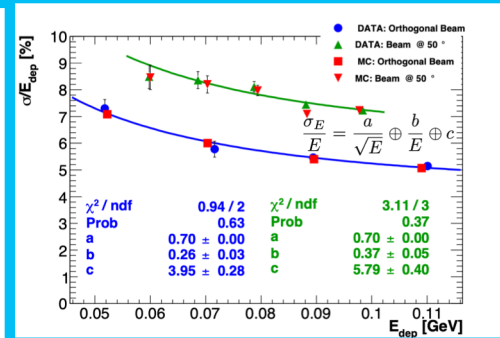 DATA: Orthogonal Beam
DATA: Beam @ 50 °
MC: Orthogonal Beam
MC: Beam @ 50 °
σ/E_dep [%]
10
9
8
7
6
5
4
3
2
1
0
σ_E/E = a/√E ⊕ b/E ⊕ c
χ² / ndf 0.94 / 2
Prob 0.63
a 0.70 ± 0.00
b 0.26 ± 0.03
c 3.95 ± 0.28
χ² / ndf 3.11 / 3
Prob 0.37
a 0.70 ± 0.00
b 0.37 ± 0.05
c 5.79 ± 0.40
0.05 0.06 0.07 0.08 0.09 0.1 0.11
E_dep [GeV]